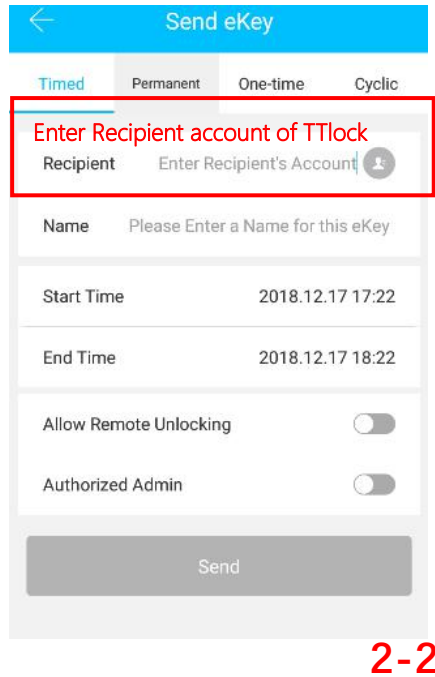 Send eKey
Timed Permanent One-time Cyclic
Enter Recipient account of TTlock
Recipient Enter Recipient's Account
Name Please Enter a Name for this eKey
Start Time 2018.12.17 17:22
End Time 2018.12.17 18:22
Allow Remote Unlocking
Authorized Admin
Send
2-2